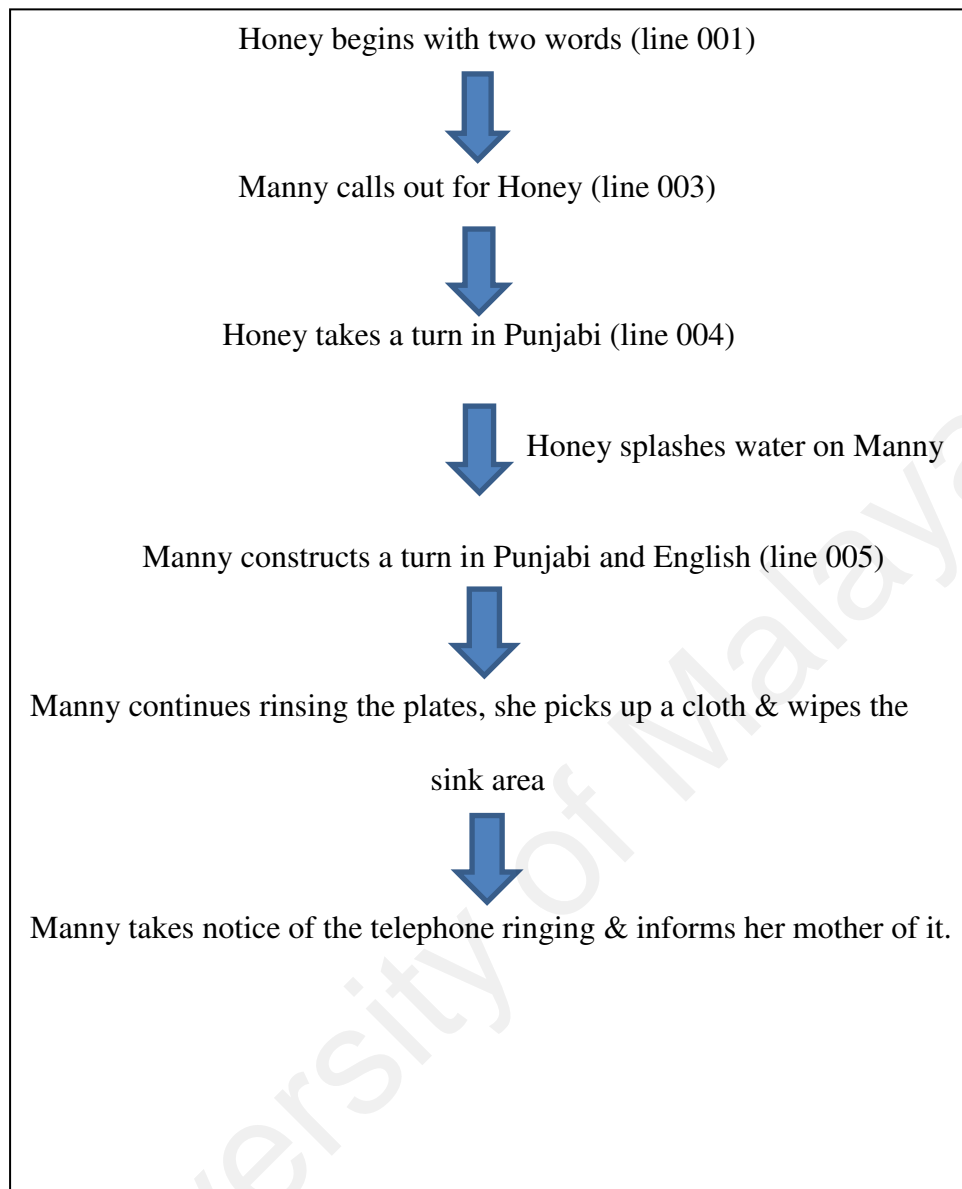 Honey begins with two words (line 001)
Manny calls out for Honey (line 003)
Honey takes a turn in Punjabi (line 004)
Honey splashes water on Manny
Manny constructs a turn in Punjabi and English (line 005)
Manny continues rinsing the plates, she picks up a cloth & wipes the
sink area
Manny takes notice of the telephone ringing & informs her mother of it.
versity of Malaya